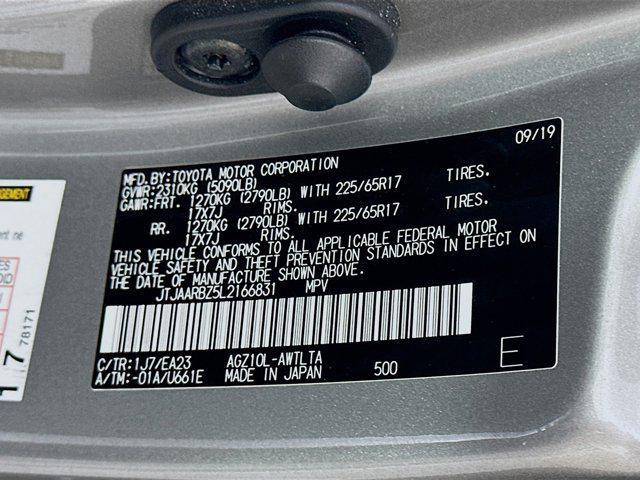 09/19
MFD.BY:TOYOTA MOTOR CORPORATION
GVWR:2310KG (5090LB)
GAWR:FRT. 1270KG (2790LB) WITH 225/65R17 TIRES.
17X7J RIMS.
RR. 1270KG (2790LB) WITH 225/65R17 TIRES.
17X7J RIMS.
THIS VEHICLE CONFORMS TO ALL APPLICABLE FEDERAL MOTOR
VEHICLE SAFETY AND THEFT PREVENTION STANDARDS IN EFFECT ON
THE DATE OF MANUFACTURE SHOWN ABOVE.
JTJAARBZ5L2166831 MPV
C/TR:1J7/EA23 AGZ10L-AWTLTA
A/TM:-01A/U661E MADE IN JAPAN 500
E
78171